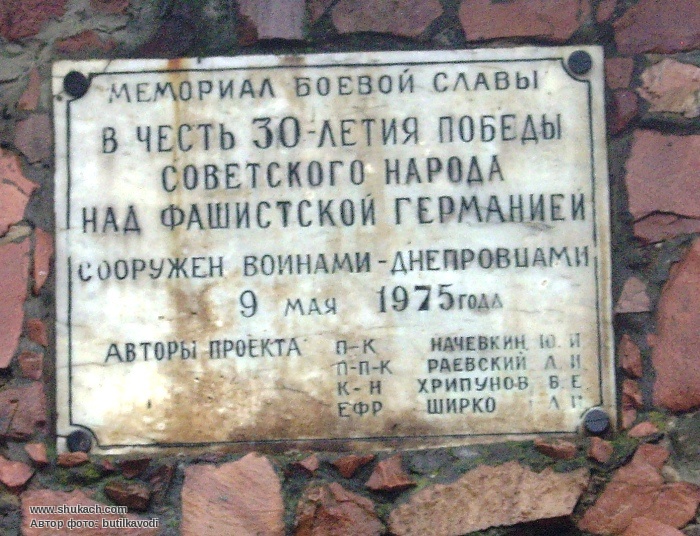 МЕМОРИАЛ БОЕВОЙ СЛАВЫ
В ЧЕСТЬ 30-ЛЕТИЯ ПОБЕДЫ
СОВЕТСКОГО НАРОДА
НАД ФАШИСТСКОЙ ГЕРМАНИЕЙ
СООРУЖЕН ВОИНАМИ-ДНЕПРОВЦАМИ
9 МАЯ 1975 ГОДА
АВТОРЫ ПРОЕКТА П-К НАЧЕВКИН Ю. И
П-П-К РАЕВСКИЙ Л. И
К-Н ХРИПУНОВ В. Е
ЕФР ШИРКО
www.shukach.com
Автор фото: butilkavodi